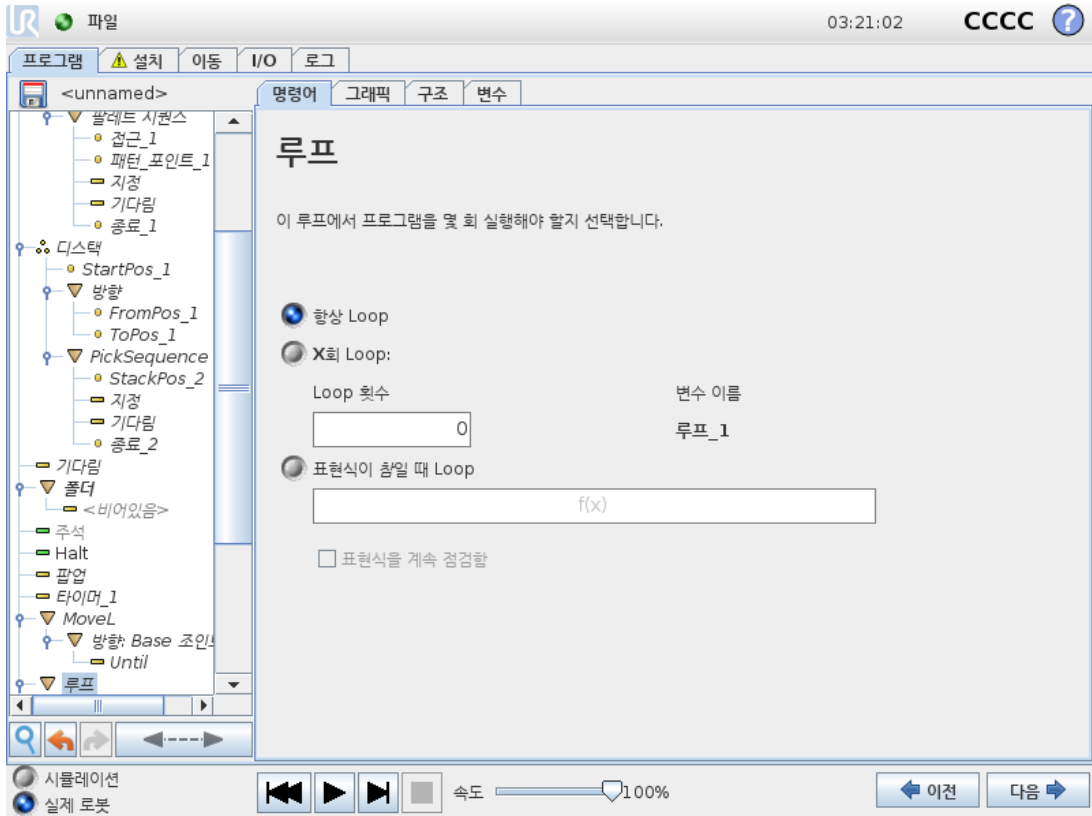 UR 파일 03:21:02 CCCC ?
프로그램 설치 이동 I/O 로그
<unnamed>
명령어 그래픽 구조 변수
팔레트 시퀀스
접근_1
패턴_포인트_1
지정
기다림
종료_1
디스택
StartPos_1
방향
FromPos_1
ToPos_1
PickSequence
StackPos_2
지정
기다림
종료_2
기다림
폴더
<비어있음>
주석
Halt
팝업
타이머_1
MoveL
방향: Base 조인
Until
루프
루프
이 루프에서 프로그램을 몇 회 실행해야 할지 선택합니다.
항상 Loop
X회 Loop:
Loop 횟수 변수 이름
0 루프_1
표현식이 참일 때 Loop
f(x)
표현식을 계속 점검함
시뮬레이션
실제 로봇
속도 100%
이전 다음